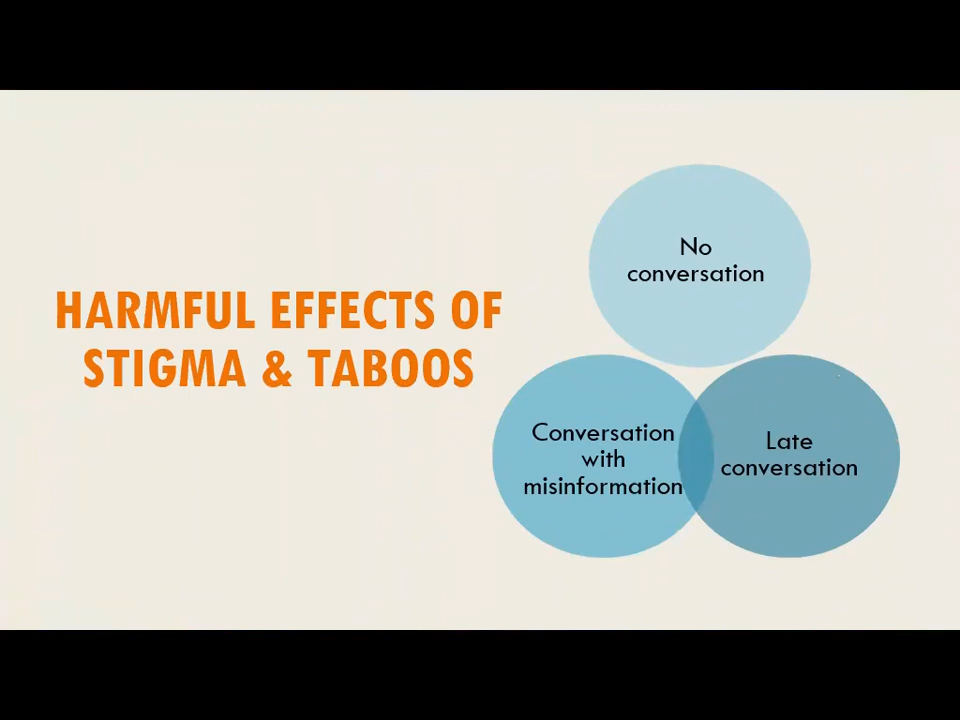 HARMFUL EFFECTS OF
STIGMA & TABOOS
No
conversation
Conversation
with
misinformation
Late
conversation